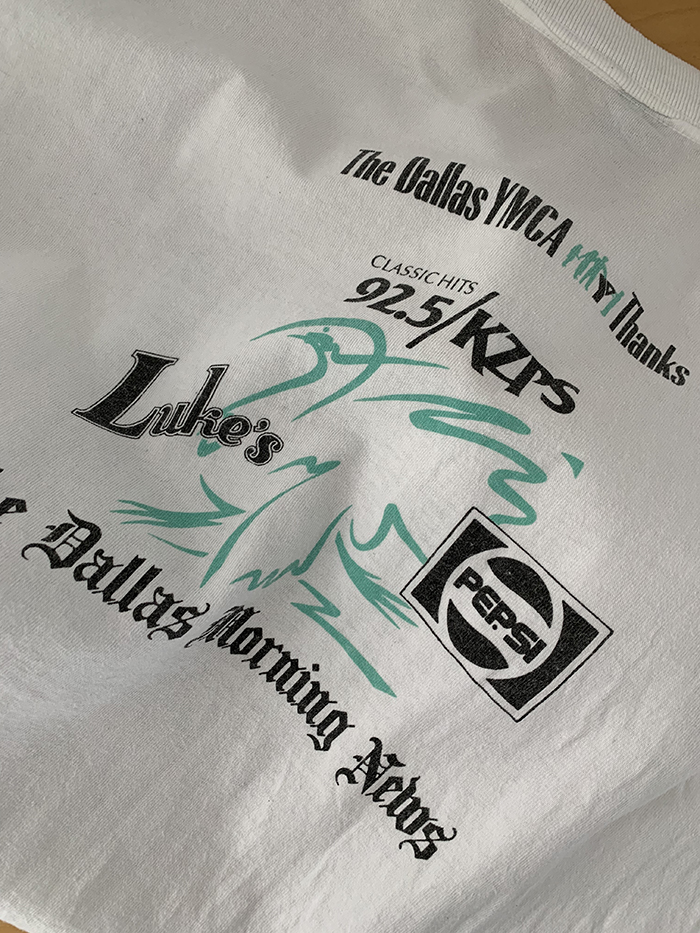 The Dallas YMCA Thanks
CLASSIC HITS
92.5/KZPS
Luke's
PEPSI
e Dallas Morning News